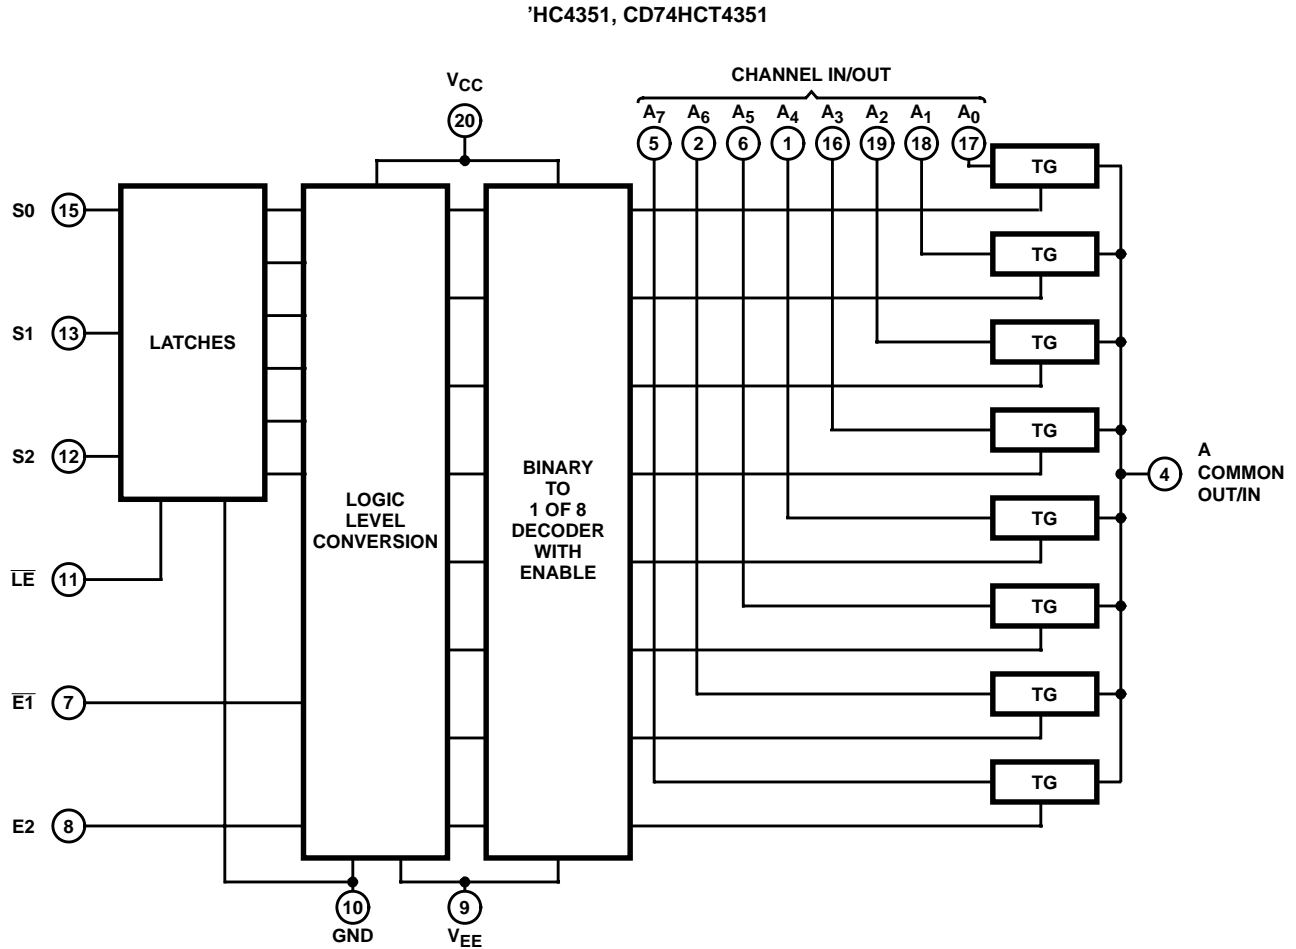 ’HC4351, CD74HCT4351
CHANNEL IN/OUT
VCC
20
A7 A6 A5 A4 A3 A2 A1 A0
5 2 6 1 16 19 18 17
TG
TG
TG
TG
TG
TG
TG
TG
S0 15
S1 13
S2 12
LE 11
E1 7
E2 8
LATCHES
LOGIC
LEVEL
CONVERSION
BINARY
TO
1 OF 8
DECODER
WITH
ENABLE
4
A
COMMON
OUT/IN
10
GND
9
VEE